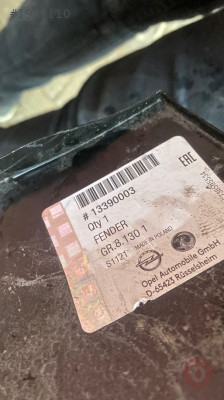 # 13390003
Qty 1
FENDER
GR.8.130 1
S1121
MADE IN POLAND
EAC
Opel Automobile GmbH
D-65423 Rüsselsheim